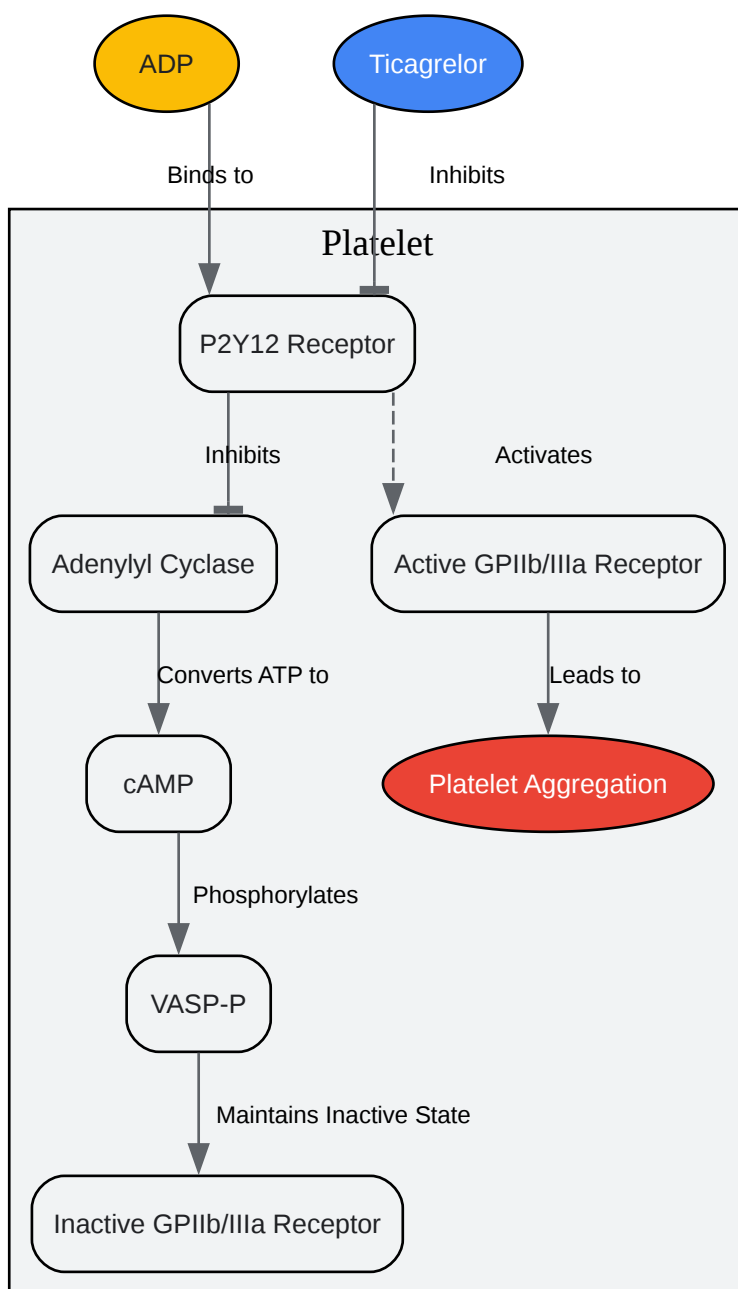 ADP
Ticagrelor
Binds to
Inhibits
Platelet
P2Y12 Receptor
Inhibits
Activates
Adenylyl Cyclase
Active GPIIb/IIIa Receptor
Converts ATP to
Leads to
cAMP
Platelet Aggregation
Phosphorylates
VASP-P
Maintains Inactive State
Inactive GPIIb/IIIa Receptor